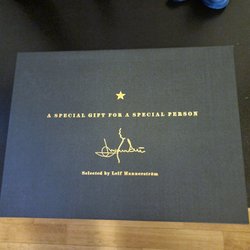 A SPECIAL GIFT FOR A SPECIAL PERSON
Selected by Leif Mannerström